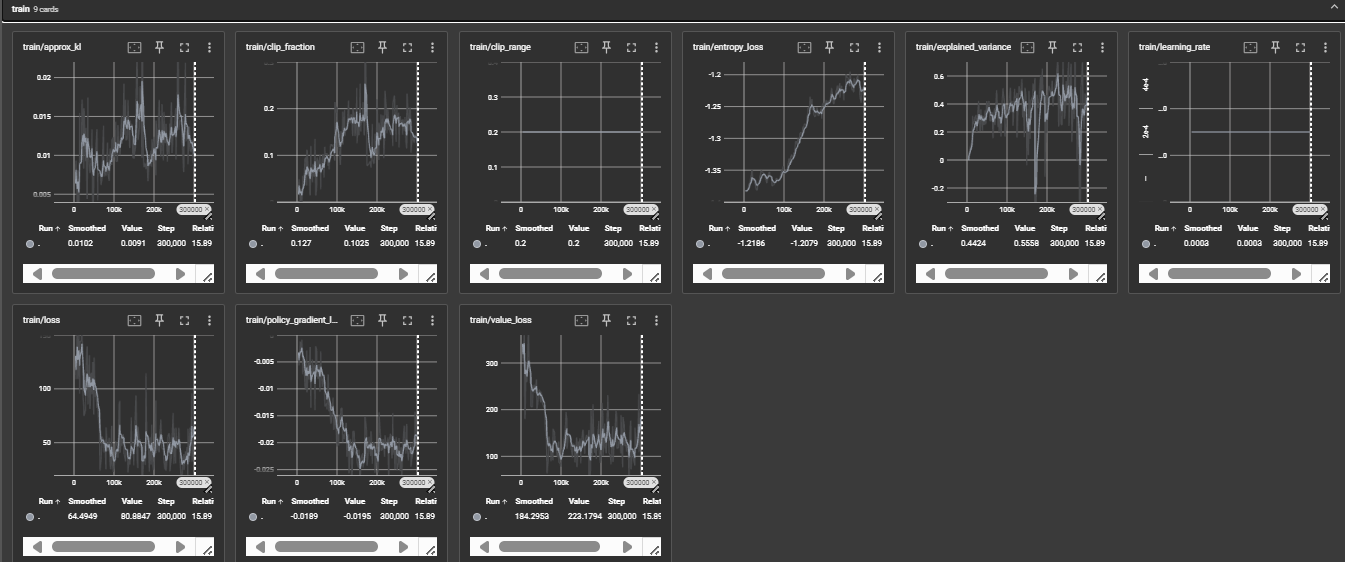 train 9 cards
train/approx_kl
0.02
0.015
0.01
0.005
0 100k 200k 300000 ×
Run ↑ Smoothed Value Step Relati
. 0.0102 0.0091 300,000 15.89
train/clip_fraction
0.2
0.1
0 100k 200k 300000 ×
Run ↑ Smoothed Value Step Relati
. 0.127 0.1025 300,000 15.89
train/clip_range
0.3
0.2
0.1
0 100k 200k 300000 ×
Run ↑ Smoothed Value Step Relati
. 0.2 0.2 300,000 15.89
train/entropy_loss
-1.2
-1.25
-1.3
-1.35
0 100k 200k 300000 ×
Run ↑ Smoothed Value Step Relati
. -1.2186 -1.2079 300,000 15.89
train/explained_variance
0.6
0.4
0.2
0
-0.2
0 100k 200k 300000 ×
Run ↑ Smoothed Value Step Relati
. 0.4424 0.5558 300,000 15.89
train/learning_rate
4e-4
...0
2e-4
...0
0 100k 200k 300000 ×
Run ↑ Smoothed Value Step Relati
. 0.0003 0.0003 300,000 15.89
train/loss
100
50
0 100k 200k 300000 ×
Run ↑ Smoothed Value Step Relati
. 64.4949 80.8847 300,000 15.89
train/policy_gradient_l...
-0.005
-0.01
-0.015
-0.02
-0.025
0 100k 200k 300000 ×
Run ↑ Smoothed Value Step Relati
. -0.0189 -0.0195 300,000 15.89
train/value_loss
300
200
100
0 100k 200k 300000 ×
Run ↑ Smoothed Value Step Relat
. 184.2953 223.1794 300,000 15.89